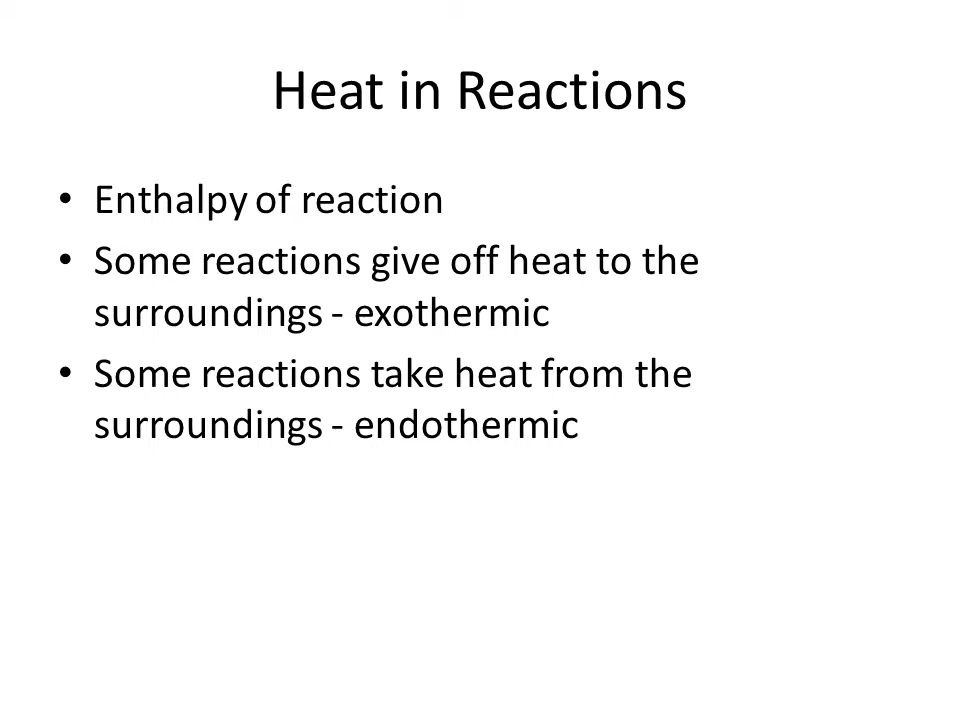 Heat in Reactions
• Enthalpy of reaction
• Some reactions give off heat to the
surroundings - exothermic
• Some reactions take heat from the
surroundings - endothermic